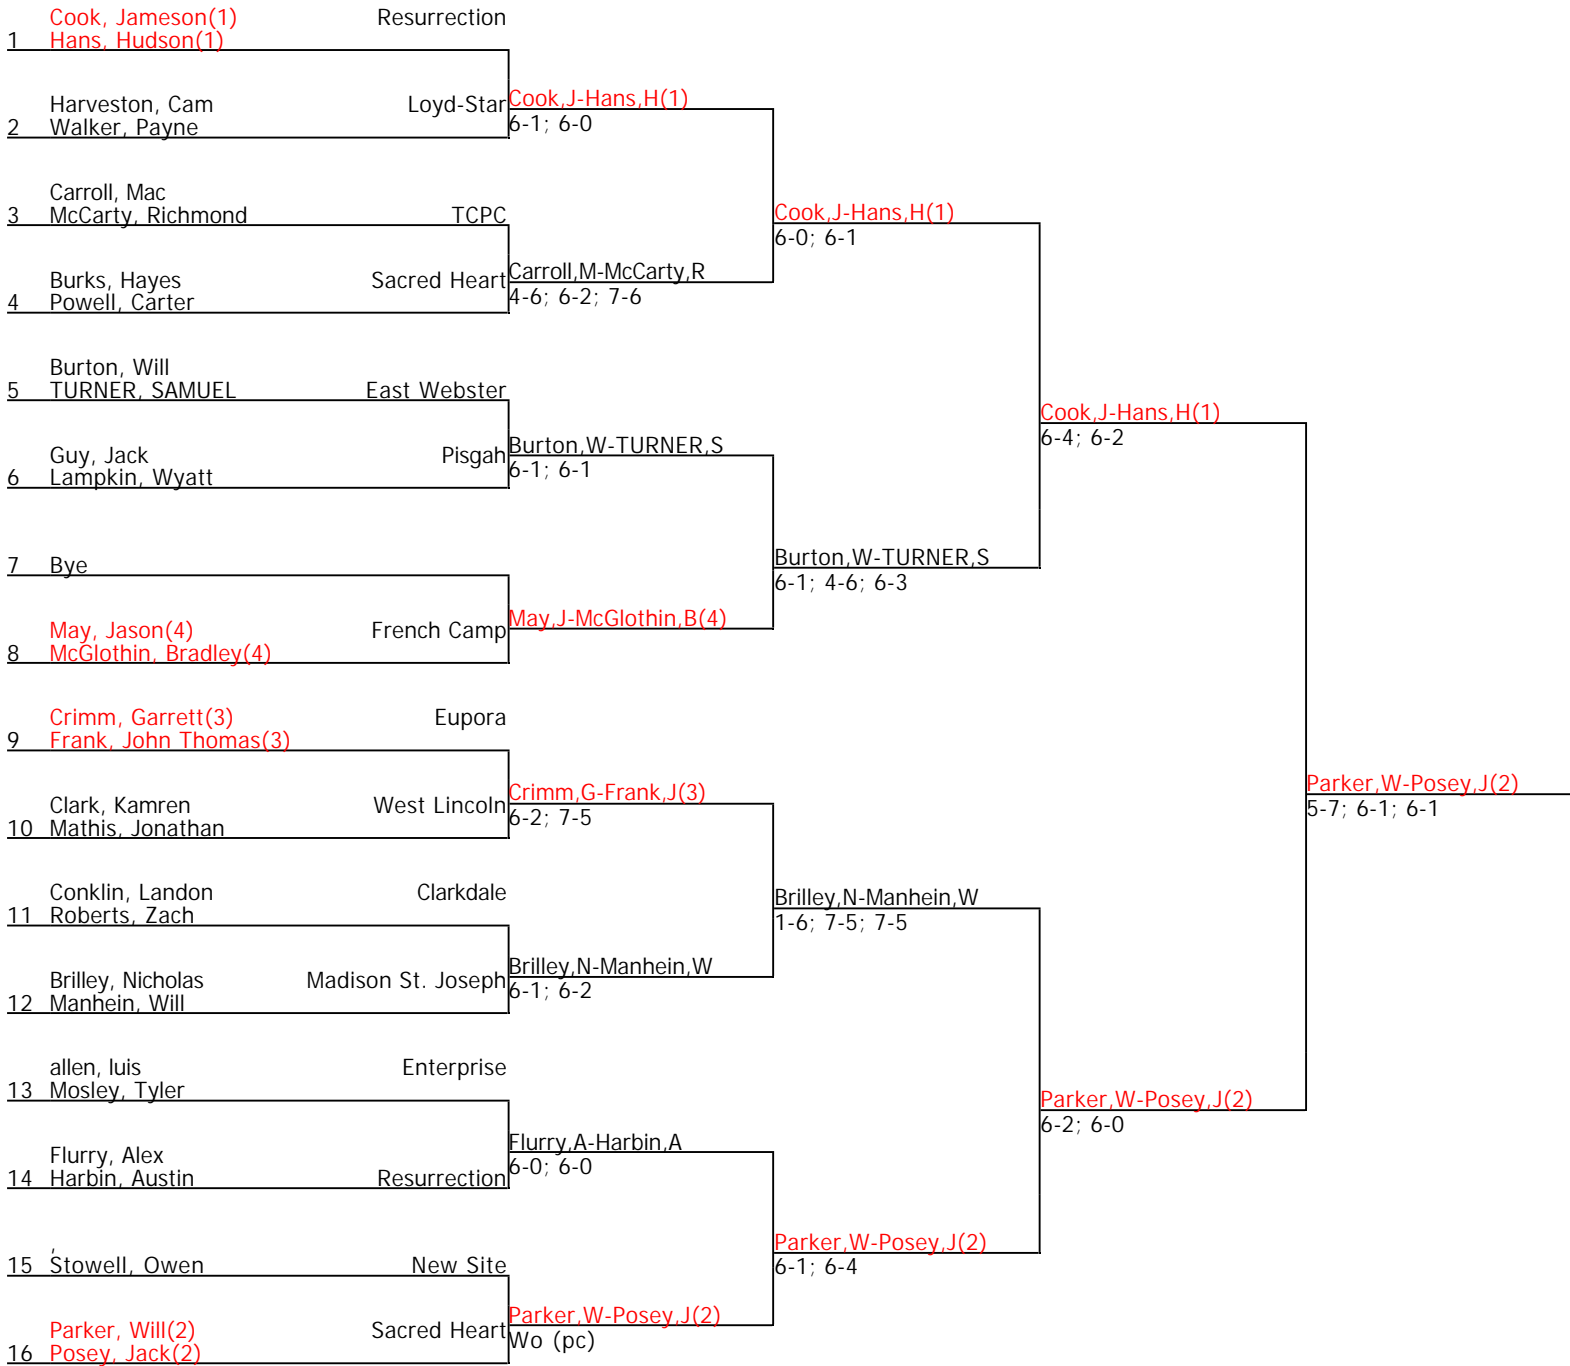 Cook, Jameson(1) Resurrection
1 Hans, Hudson(1)
Harveston, Cam Loyd-Star
2 Walker, Payne
Cook,J-Hans,H(1)
6-1; 6-0
Carroll, Mac
3 McCarty, Richmond TCPC
Cook,J-Hans,H(1)
6-0; 6-1
Burks, Hayes Sacred Heart
4 Powell, Carter
Carroll,M-McCarty,R
4-6; 6-2; 7-6
Burton, Will
5 TURNER, SAMUEL East Webster
Cook,J-Hans,H(1)
6-4; 6-2
Guy, Jack Pisgah
6 Lampkin, Wyatt
Burton,W-TURNER,S
6-1; 6-1
7 Bye
Burton,W-TURNER,S
6-1; 4-6; 6-3
May, Jason(4) French Camp
8 McGlothin, Bradley(4)
May,J-McGlothin,B(4)
Crimm, Garrett(3) Eupora
9 Frank, John Thomas(3)
Parker,W-Posey,J(2)
5-7; 6-1; 6-1
Clark, Kamren West Lincoln
10 Mathis, Jonathan
Crimm,G-Frank,J(3)
6-2; 7-5
Conklin, Landon Clarkdale
11 Roberts, Zach
Brilley,N-Manhein,W
1-6; 7-5; 7-5
Brilley, Nicholas Madison St. Joseph
12 Manhein, Will
Brilley,N-Manhein,W
6-1; 6-2
allen, luis Enterprise
13 Mosley, Tyler
Parker,W-Posey,J(2)
6-2; 6-0
Flurry, Alex
14 Harbin, Austin Resurrection
Flurry,A-Harbin,A
6-0; 6-0
,
15 Stowell, Owen New Site
Parker,W-Posey,J(2)
6-1; 6-4
Parker, Will(2) Sacred Heart
16 Posey, Jack(2)
Parker,W-Posey,J(2)
Wo (pc)